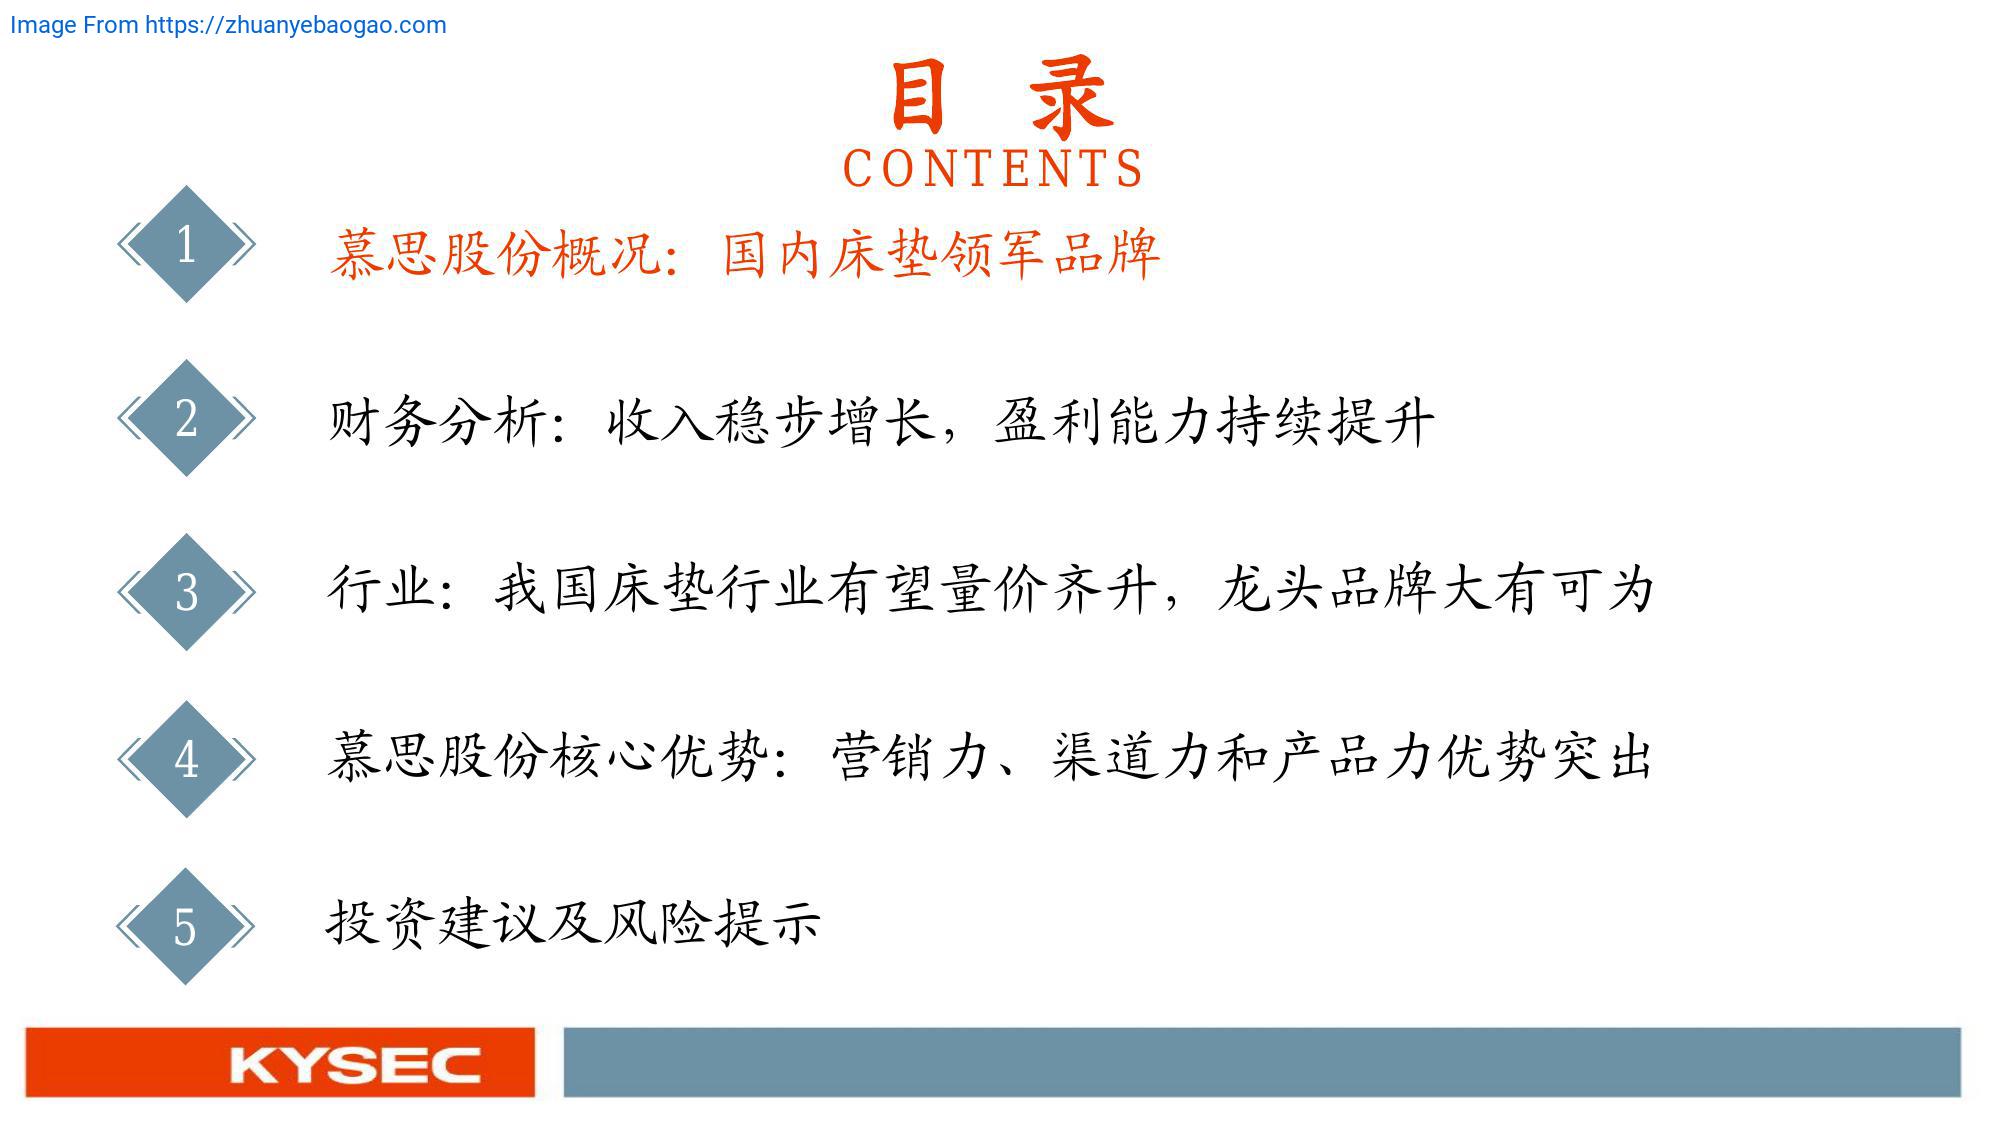 Image From https://zhuanyebaogao.com
目 录
CONTENTS
1 慕思股份概况：国内床垫领军品牌
2 财务分析：收入稳步增长，盈利能力持续提升
3 行业：我国床垫行业有望量价齐升，龙头品牌大有可为
4 慕思股份核心优势：营销力、渠道力和产品力优势突出
5 投资建议及风险提示
KYSEC